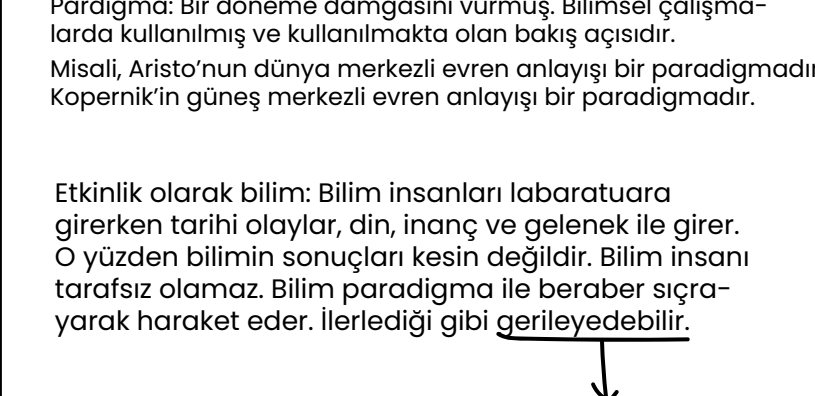 Pardigma: Bir döneme damgasını vurmuş. Bilimsel çalışma-
larda kullanılmış ve kullanılmakta olan bakış açısıdır.
Misali, Aristo’nun dünya merkezli evren anlayışı bir paradigmadır
Kopernik’in güneş merkezli evren anlayışı bir paradigmadır.
Etkinlik olarak bilim: Bilim insanları labaratuara
girerken tarihi olaylar, din, inanç ve gelenek ile girer.
O yüzden bilimin sonuçları kesin değildir. Bilim insanı
tarafsız olamaz. Bilim paradigma ile beraber sıçra-
yarak haraket eder. İlerlediği gibi gerileyedebilir.